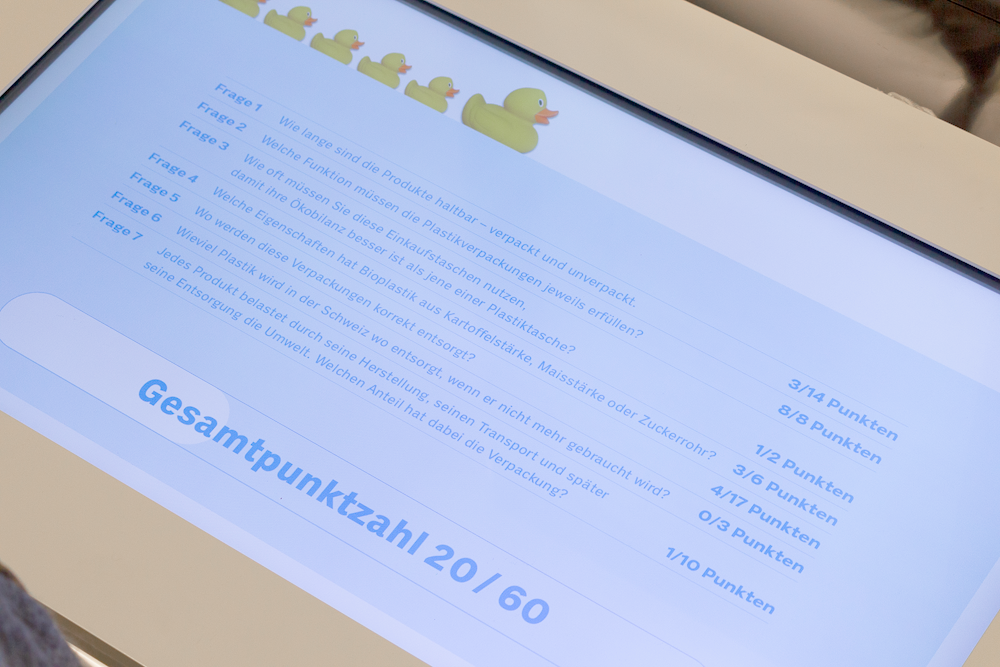 Frage 1 Wie lange sind die Produkte haltbar – verpackt und unverpackt. 3/14 Punkten
Frage 2 Welche Funktion müssen die Plastikverpackungen jeweils erfüllen? 8/8 Punkten
Frage 3 Wie oft müssen Sie diese Einkaufstaschen nutzen,
damit ihre Ökobilanz besser ist als jene einer Plastiktasche? 1/2 Punkten
Frage 4 Welche Eigenschaften hat Bioplastik aus Kartoffelstärke, Maisstärke oder Zuckerrohr? 3/6 Punkten
Frage 5 Wo werden diese Verpackungen korrekt entsorgt? 4/17 Punkten
Frage 6 Wieviel Plastik wird in der Schweiz wo entsorgt, wenn er nicht mehr gebraucht wird? 0/3 Punkten
Frage 7 Jedes Produkt belastet durch seine Herstellung, seinen Transport und später
seine Entsorgung die Umwelt. Welchen Anteil hat dabei die Verpackung? 1/10 Punkten
Gesamtpunktzahl 20/60